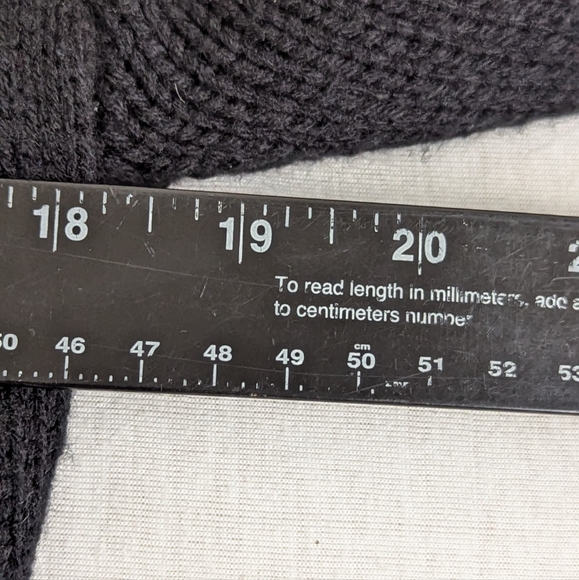 18 19 20
To read length in millimeters, add a
to centimeters number
cm
46 47 48 49 50 51 52 53